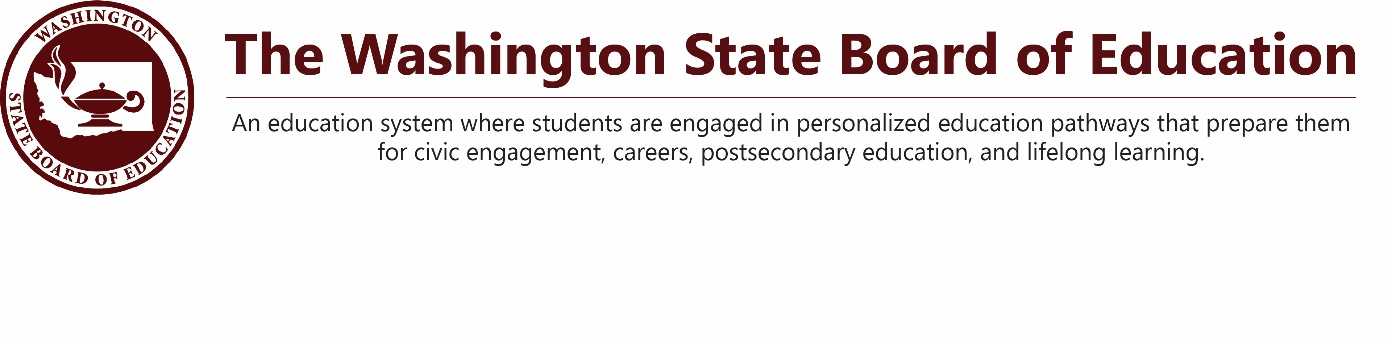 WASHINGTON
STATE BOARD OF EDUCATION
The Washington State Board of Education
An education system where students are engaged in personalized education pathways that prepare them
for civic engagement, careers, postsecondary education, and lifelong learning.